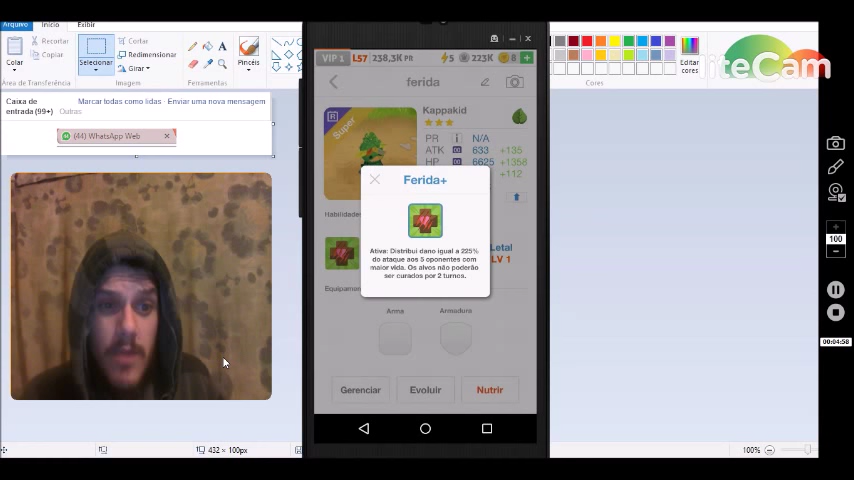 Arquivo Início Exibir
Colar
Recortar
Copiar
Área de Transferência
Selecionar
Cortar
Redimensionar
Girar
Imagem
Ferramentas
Pincéis
Cores
Editar
cores
iteCam
Caixa de
entrada (99+)
Marcar todas como lidas · Enviar uma nova mensagem
Outras
44 (44) WhatsApp Web ×
VIP 1 L57 238,3K PR 5 223K 8 +
ferida
R
Super
Kappakid
PR i N/A
ATK 633 +135
HP 6625 +1358
+112
Habilidades
Ferida+
Ativa: Distribui dano igual a 225%
do ataque aos 5 oponentes com
maior vida. Os alvos não poderão
ser curados por 2 turnos.
Letal
LV 1
Arma
Armadura
Gerenciar Evoluir Nutrir
432 × 100px
100%
100
00:04:58